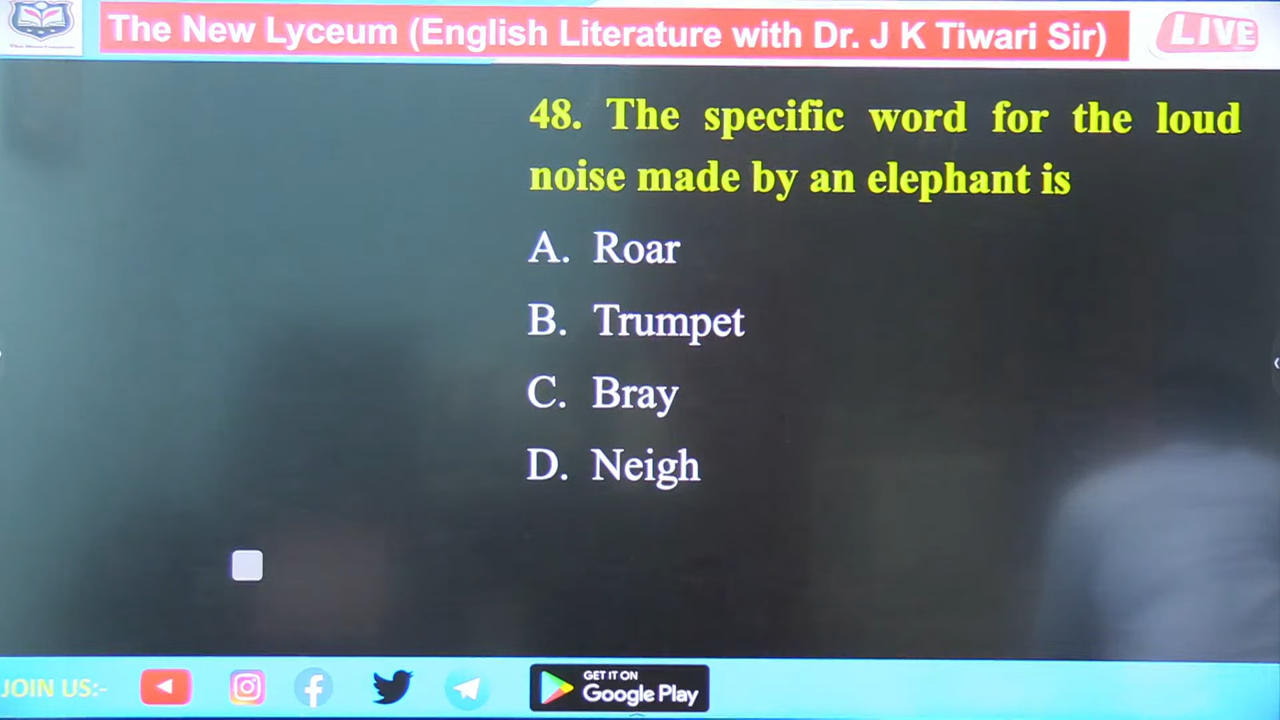 The New Lyceum (English Literature with Dr. J K Tiwari Sir)
LIVE
48. The specific word for the loud
noise made by an elephant is
A. Roar
B. Trumpet
C. Bray
D. Neigh
JOIN US:-
GET IT ON
Google Play